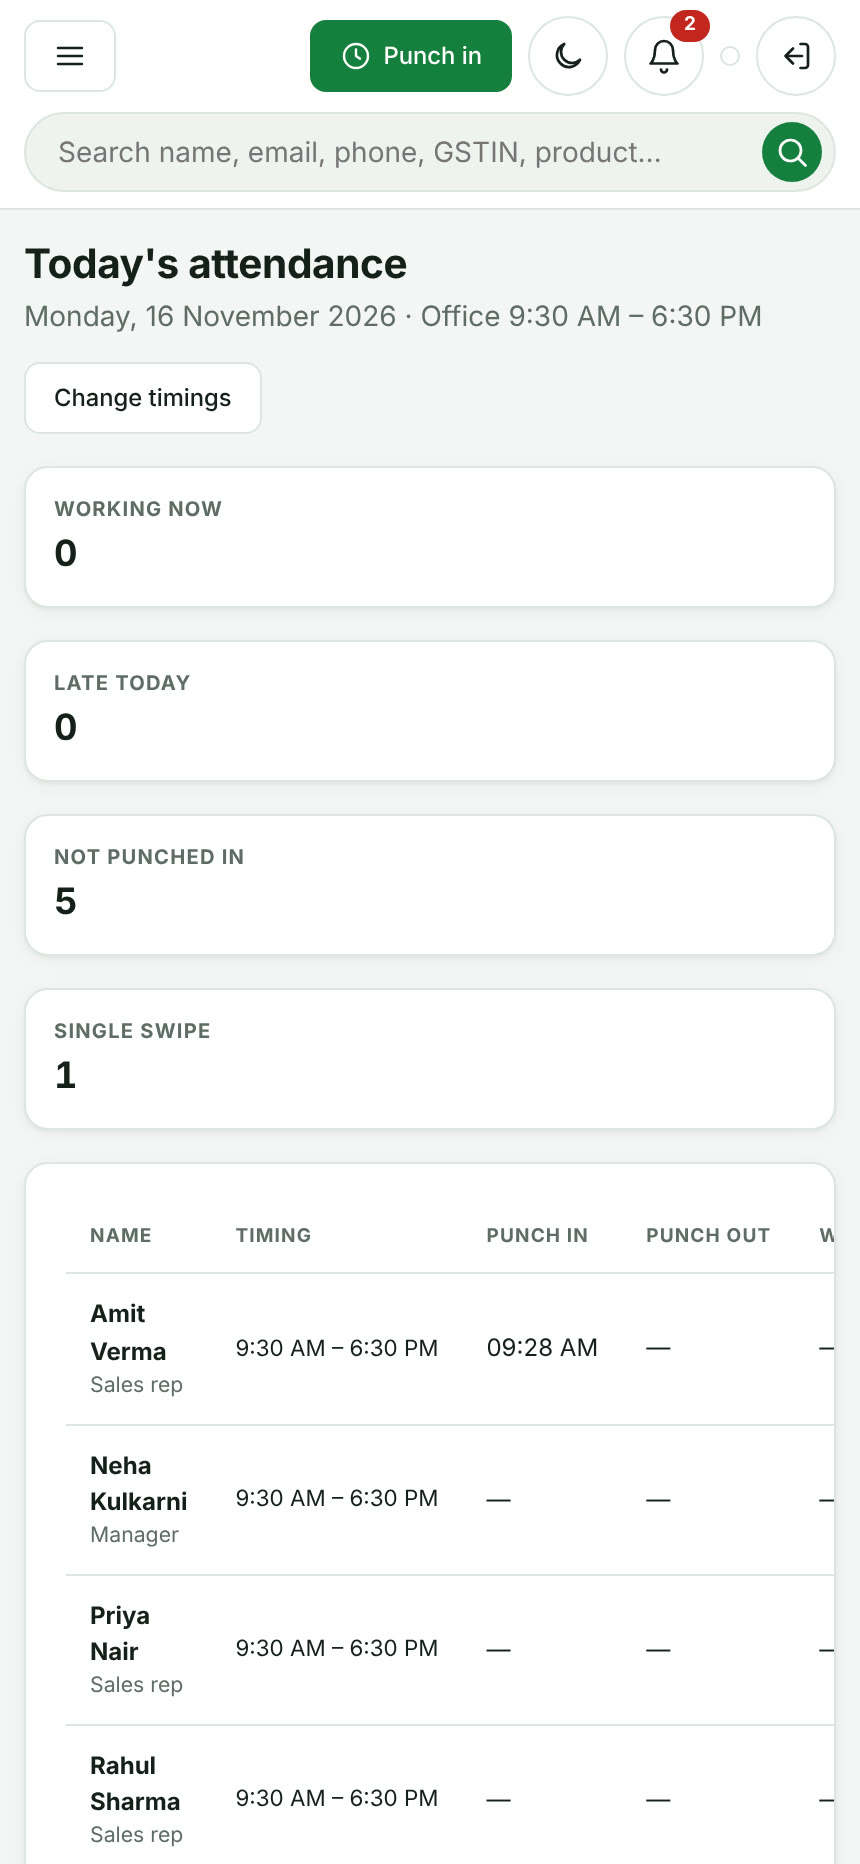 Punch in
2
Search name, email, phone, GSTIN, product...
Today's attendance
Monday, 16 November 2026 · Office 9:30 AM – 6:30 PM
Change timings
WORKING NOW
0
LATE TODAY
0
NOT PUNCHED IN
5
SINGLE SWIPE
1
NAME TIMING PUNCH IN PUNCH OUT
Amit
Verma
Sales rep
9:30 AM – 6:30 PM 09:28 AM — —
Neha
Kulkarni
Manager
9:30 AM – 6:30 PM — — —
Priya
Nair
Sales rep
9:30 AM – 6:30 PM — — —
Rahul
Sharma
Sales rep
9:30 AM – 6:30 PM — — —